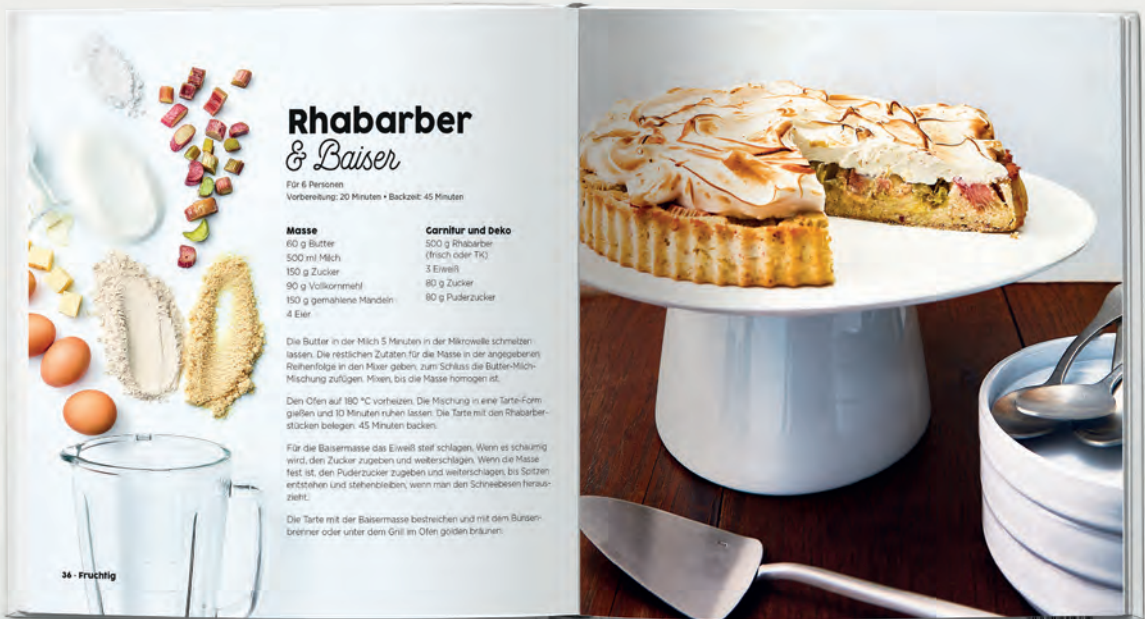 Rhabarber
& Baiser
Für 6 Personen
Vorbereitung: 20 Minuten • Backzeit: 45 Minuten
Masse
60 g Butter
500 ml Milch
150 g Zucker
90 g Vollkornmehl
150 g gemahlene Mandeln
4 Eier
Garnitur und Deko
500 g Rhabarber
(frisch oder TK)
3 Eiweiß
80 g Zucker
80 g Puderzucker
Die Butter in der Milch 5 Minuten in der Mikrowelle schmelzen
lassen. Die restlichen Zutaten für die Masse in der angegebenen
Reihenfolge in den Mixer geben, zum Schluss die Butter-Milch-
Mischung zufügen. Mixen, bis die Masse homogen ist.
Den Ofen auf 180 °C vorheizen. Die Mischung in eine Tarte-Form
gießen und 10 Minuten ruhen lassen. Die Tarte mit den Rhabarber-
stücken belegen. 45 Minuten backen.
Für die Baisermasse das Eiweiß steif schlagen. Wenn es schaumig
wird, den Zucker zugeben und weiterschlagen. Wenn die Masse
fest ist, den Puderzucker zugeben und weiterschlagen, bis Spitzen
entstehen und stehenbleiben, wenn man den Schneebesen heraus-
zieht.
Die Tarte mit der Baisermasse bestreichen und mit dem Bunsen-
brenner oder unter dem Grill im Ofen golden bräunen.
36 - Fruchtig